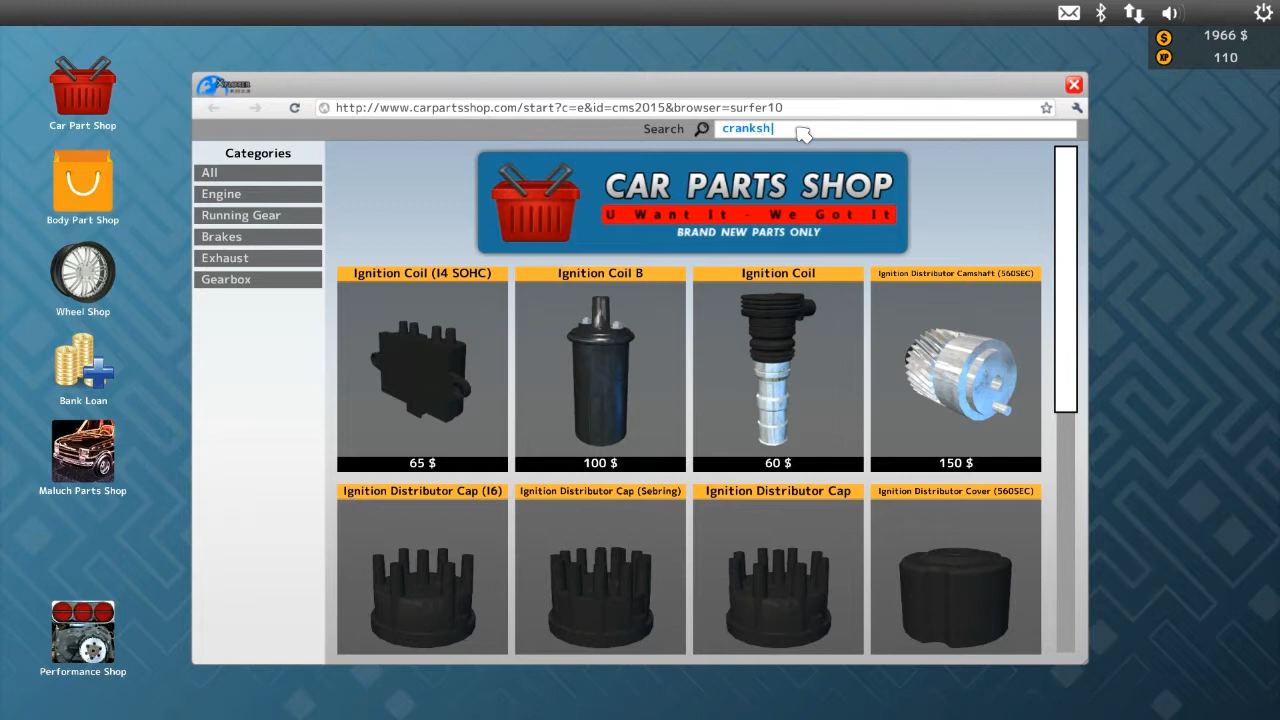 1966 $
110
XPLORER
http://www.carpartsshop.com/start?c=e&id=cms2015&browser=surfer10
Search
cranksh
Car Part Shop
Body Part Shop
Wheel Shop
Bank Loan
Maluch Parts Shop
Performance Shop
Categories
All
Engine
Running Gear
Brakes
Exhaust
Gearbox
CAR PARTS SHOP
U Want It - We Got It
BRAND NEW PARTS ONLY
Ignition Coil (I4 SOHC)
65 $
Ignition Coil B
100 $
Ignition Coil
60 $
Ignition Distributor Camshaft (560SEC)
150 $
Ignition Distributor Cap (I6)
Ignition Distributor Cap (Sebring)
Ignition Distributor Cap
Ignition Distributor Cover (560SEC)